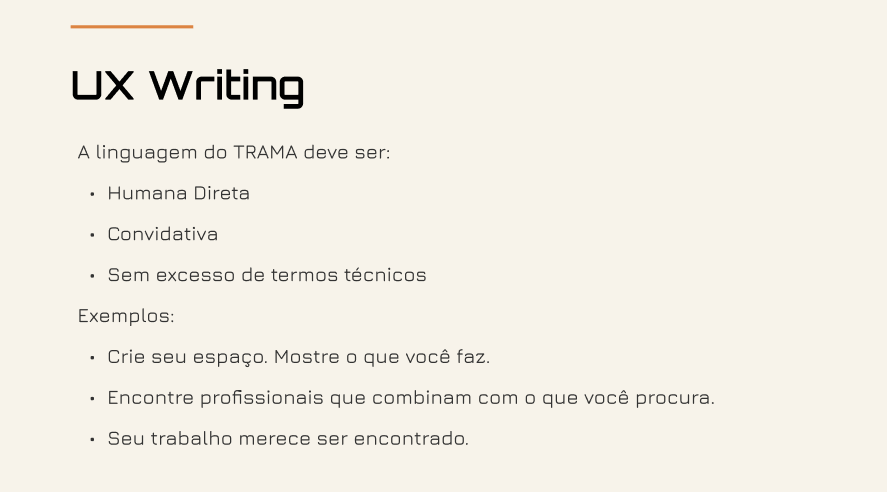 UX Writing
A linguagem do TRAMA deve ser:
• Humana Direta
• Convidativa
• Sem excesso de termos técnicos
Exemplos:
• Crie seu espaço. Mostre o que você faz.
• Encontre profissionais que combinam com o que você procura.
• Seu trabalho merece ser encontrado.